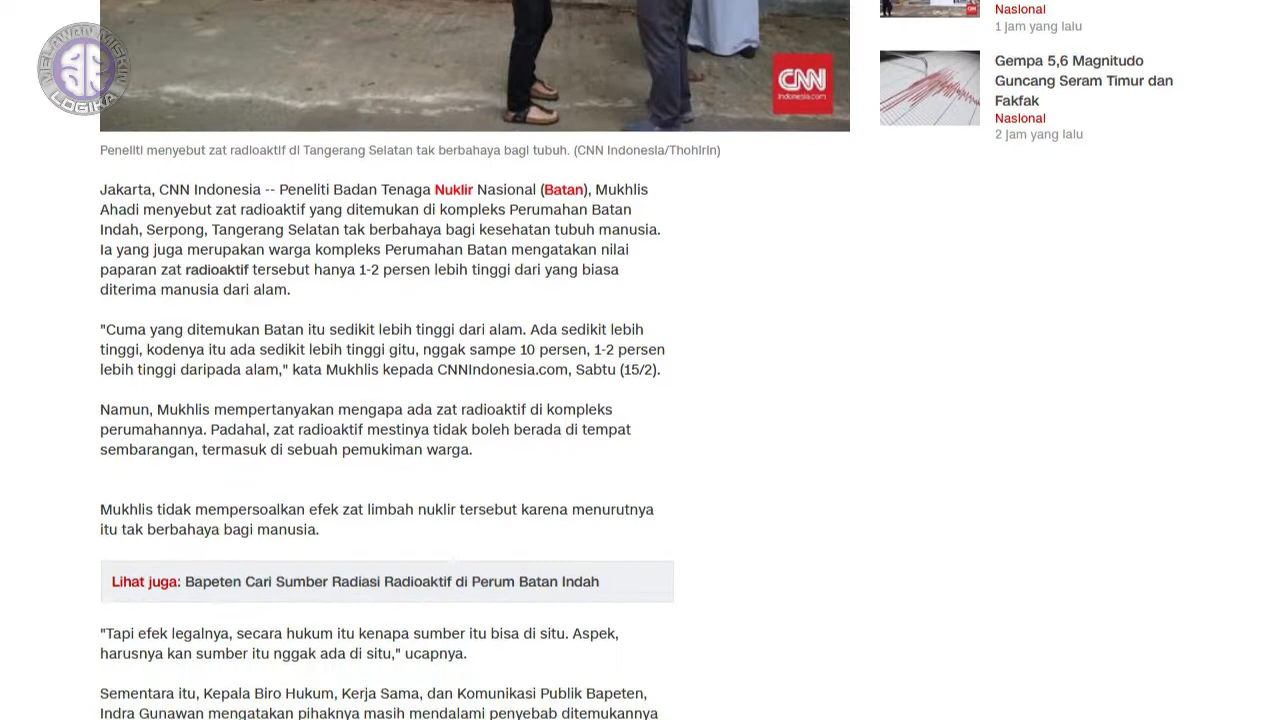 MELAWAN MISKIN
LOGIKA
CNN
Indonesia.com
Peneliti menyebut zat radioaktif di Tangerang Selatan tak berbahaya bagi tubuh. (CNN Indonesia/Thohirin)
Jakarta, CNN Indonesia -- Peneliti Badan Tenaga Nuklir Nasional (Batan), Mukhlis
Ahadi menyebut zat radioaktif yang ditemukan di kompleks Perumahan Batan
Indah, Serpong, Tangerang Selatan tak berbahaya bagi kesehatan tubuh manusia.
Ia yang juga merupakan warga kompleks Perumahan Batan mengatakan nilai
paparan zat radioaktif tersebut hanya 1-2 persen lebih tinggi dari yang biasa
diterima manusia dari alam.
"Cuma yang ditemukan Batan itu sedikit lebih tinggi dari alam. Ada sedikit lebih
tinggi, kodenya itu ada sedikit lebih tinggi gitu, nggak sampe 10 persen, 1-2 persen
lebih tinggi daripada alam," kata Mukhlis kepada CNNIndonesia.com, Sabtu (15/2).
Namun, Mukhlis mempertanyakan mengapa ada zat radioaktif di kompleks
perumahannya. Padahal, zat radioaktif mestinya tidak boleh berada di tempat
sembarangan, termasuk di sebuah pemukiman warga.
Mukhlis tidak mempersoalkan efek zat limbah nuklir tersebut karena menurutnya
itu tak berbahaya bagi manusia.
Lihat juga: Bapeten Cari Sumber Radiasi Radioaktif di Perum Batan Indah
"Tapi efek legalnya, secara hukum itu kenapa sumber itu bisa di situ. Aspek,
harusnya kan sumber itu nggak ada di situ," ucapnya.
Sementara itu, Kepala Biro Hukum, Kerja Sama, dan Komunikasi Publik Bapeten,
Indra Gunawan mengatakan pihaknya masih mendalami penyebab ditemukannya
Nasional
1 jam yang lalu
Gempa 5,6 Magnitudo
Guncang Seram Timur dan
Fakfak
Nasional
2 jam yang lalu